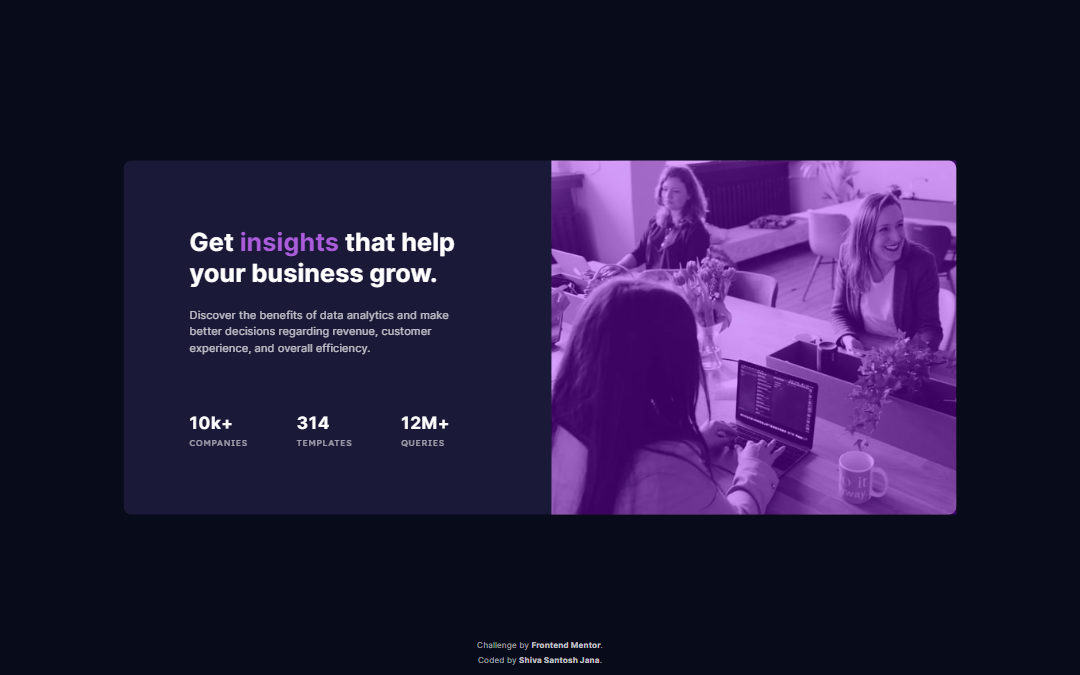 Get insights that help
your business grow.
Discover the benefits of data analytics and make
better decisions regarding revenue, customer
experience, and overall efficiency.
10k+ 314 12M+
COMPANIES TEMPLATES QUERIES
Challenge by Frontend Mentor.
Coded by Shiva Santosh Jana.